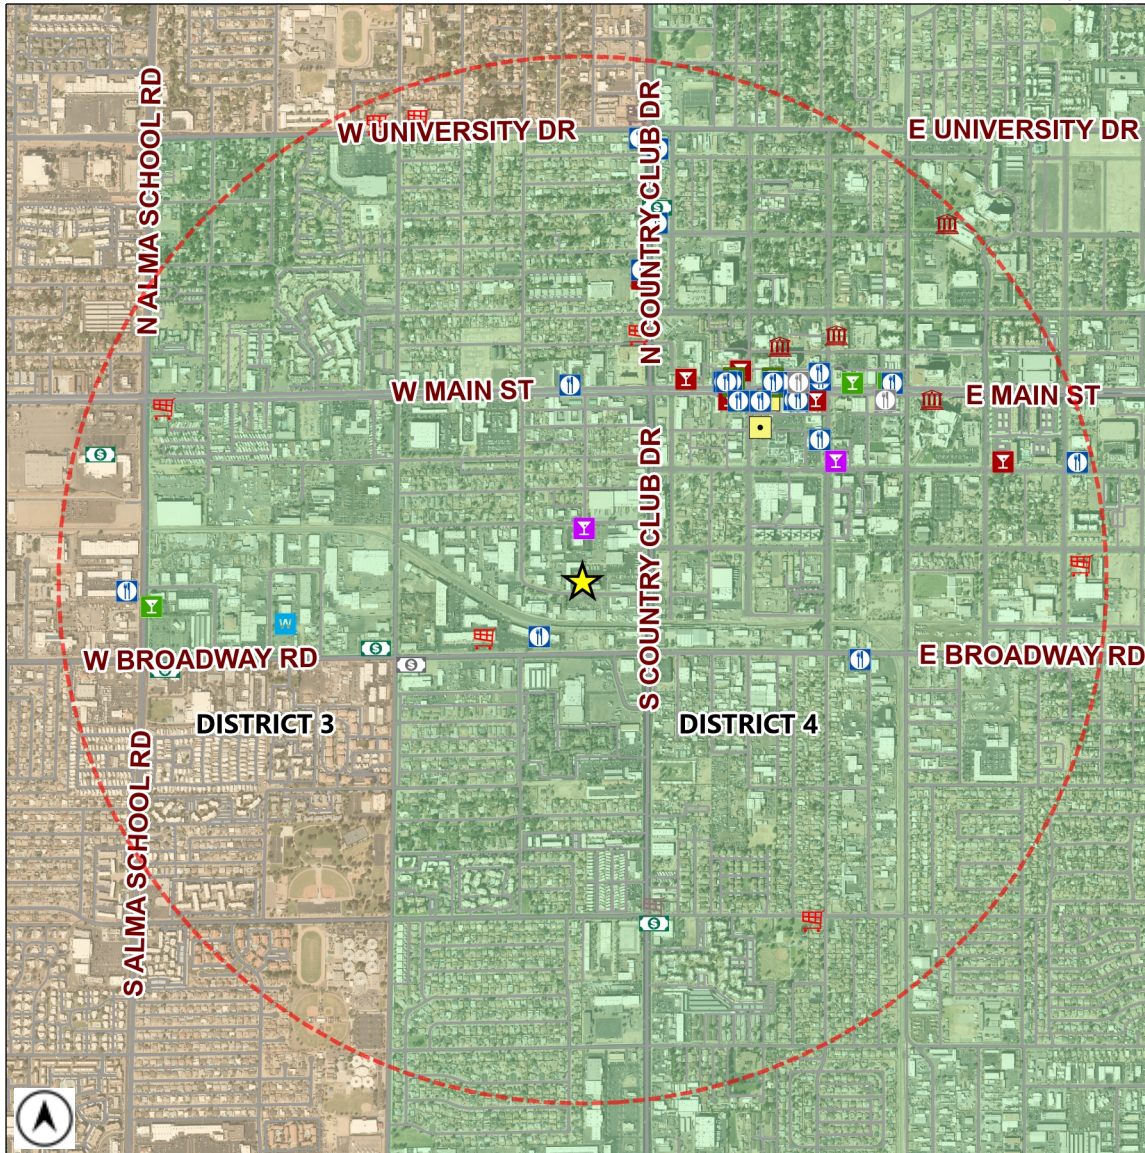 N ALMA SCHOOL RD
W UNIVERSITY DR
N COUNTRY CLUB DR
E UNIVERSITY DR
W MAIN ST
E MAIN ST
S COUNTRY CLUB DR
W
W BROADWAY RD
E BROADWAY RD
DISTRICT 3
DISTRICT 4
S ALMA SCHOOL RD